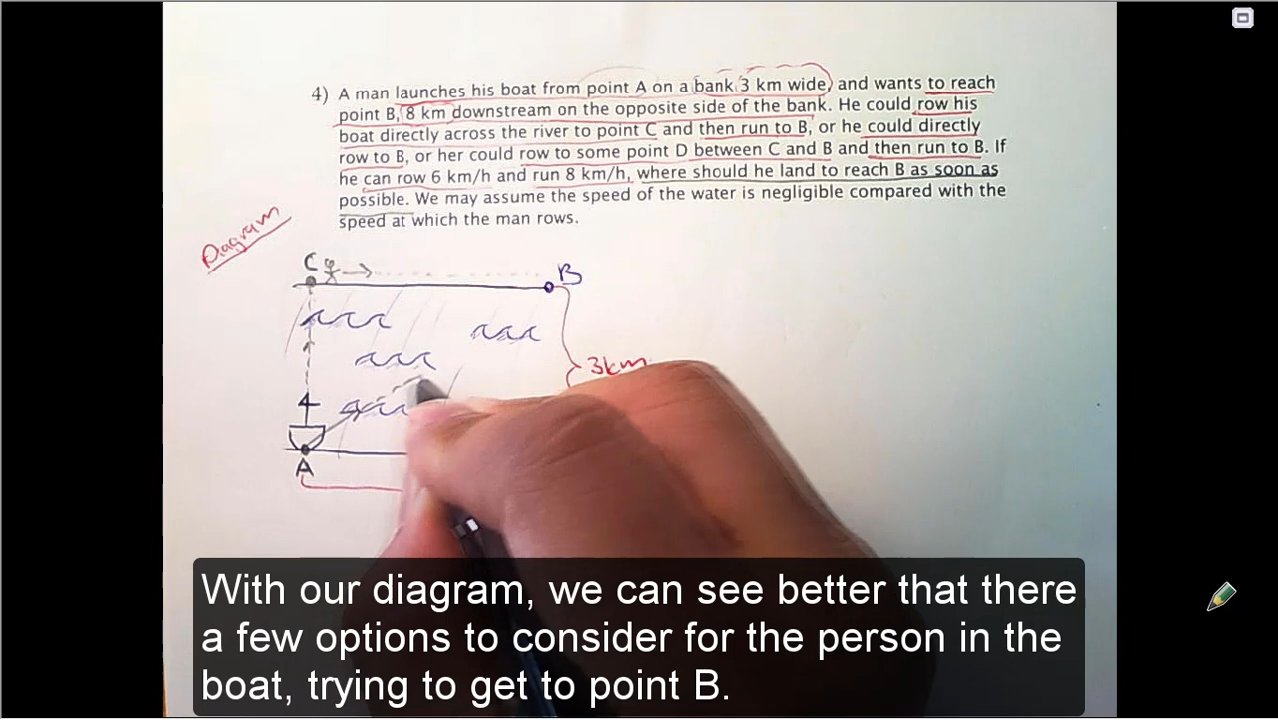 4) A man launches his boat from point A on a bank 3 km wide, and wants to reach
point B, 8 km downstream on the opposite side of the bank. He could row his
boat directly across the river to point C and then run to B, or he could directly
row to B, or her could row to some point D between C and B and then run to B. If
he can row 6 km/h and run 8 km/h, where should he land to reach B as soon as
possible. We may assume the speed of the water is negligible compared with the
speed at which the man rows.
Diagram
C
B
3km
A
With our diagram, we can see better that there
a few options to consider for the person in the
boat, trying to get to point B.